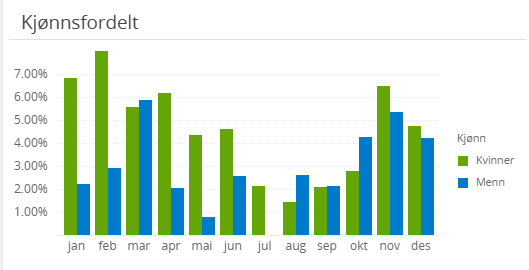 Kjønnsfordelt
7.00%
6.00%
5.00%
4.00%
3.00%
2.00%
1.00%
jan feb mar apr mai jun jul aug sep okt nov des
Kjønn
Kvinner
Menn